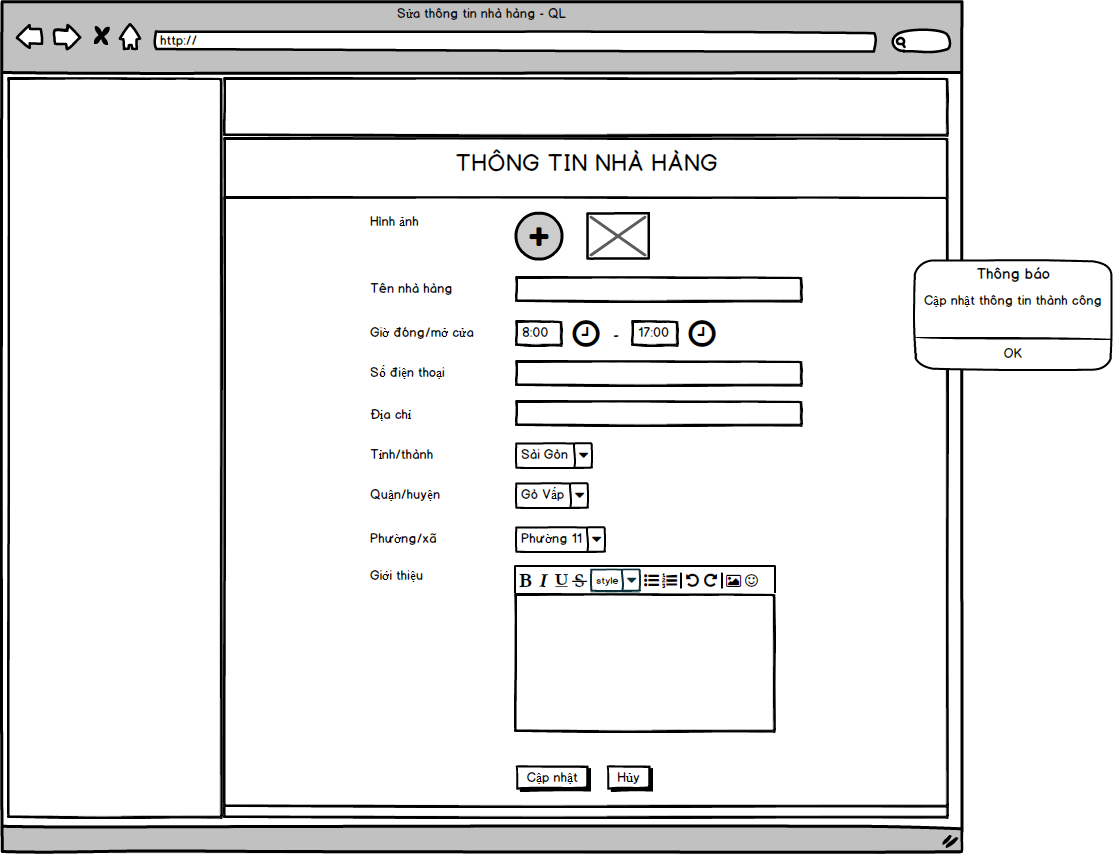 Sửa thông tin nhà hàng - QL
http://
THÔNG TIN NHÀ HÀNG
Hình ảnh
Tên nhà hàng
Giờ đóng/mở cửa 8:00 - 17:00
Số điện thoại
Địa chỉ
Tỉnh/thành Sài Gòn
Quận/huyện Gò Vấp
Phường/xã Phường 11
Giới thiệu B I U S style
Cập nhật Hủy
Thông báo
Cập nhật thông tin thành công
OK